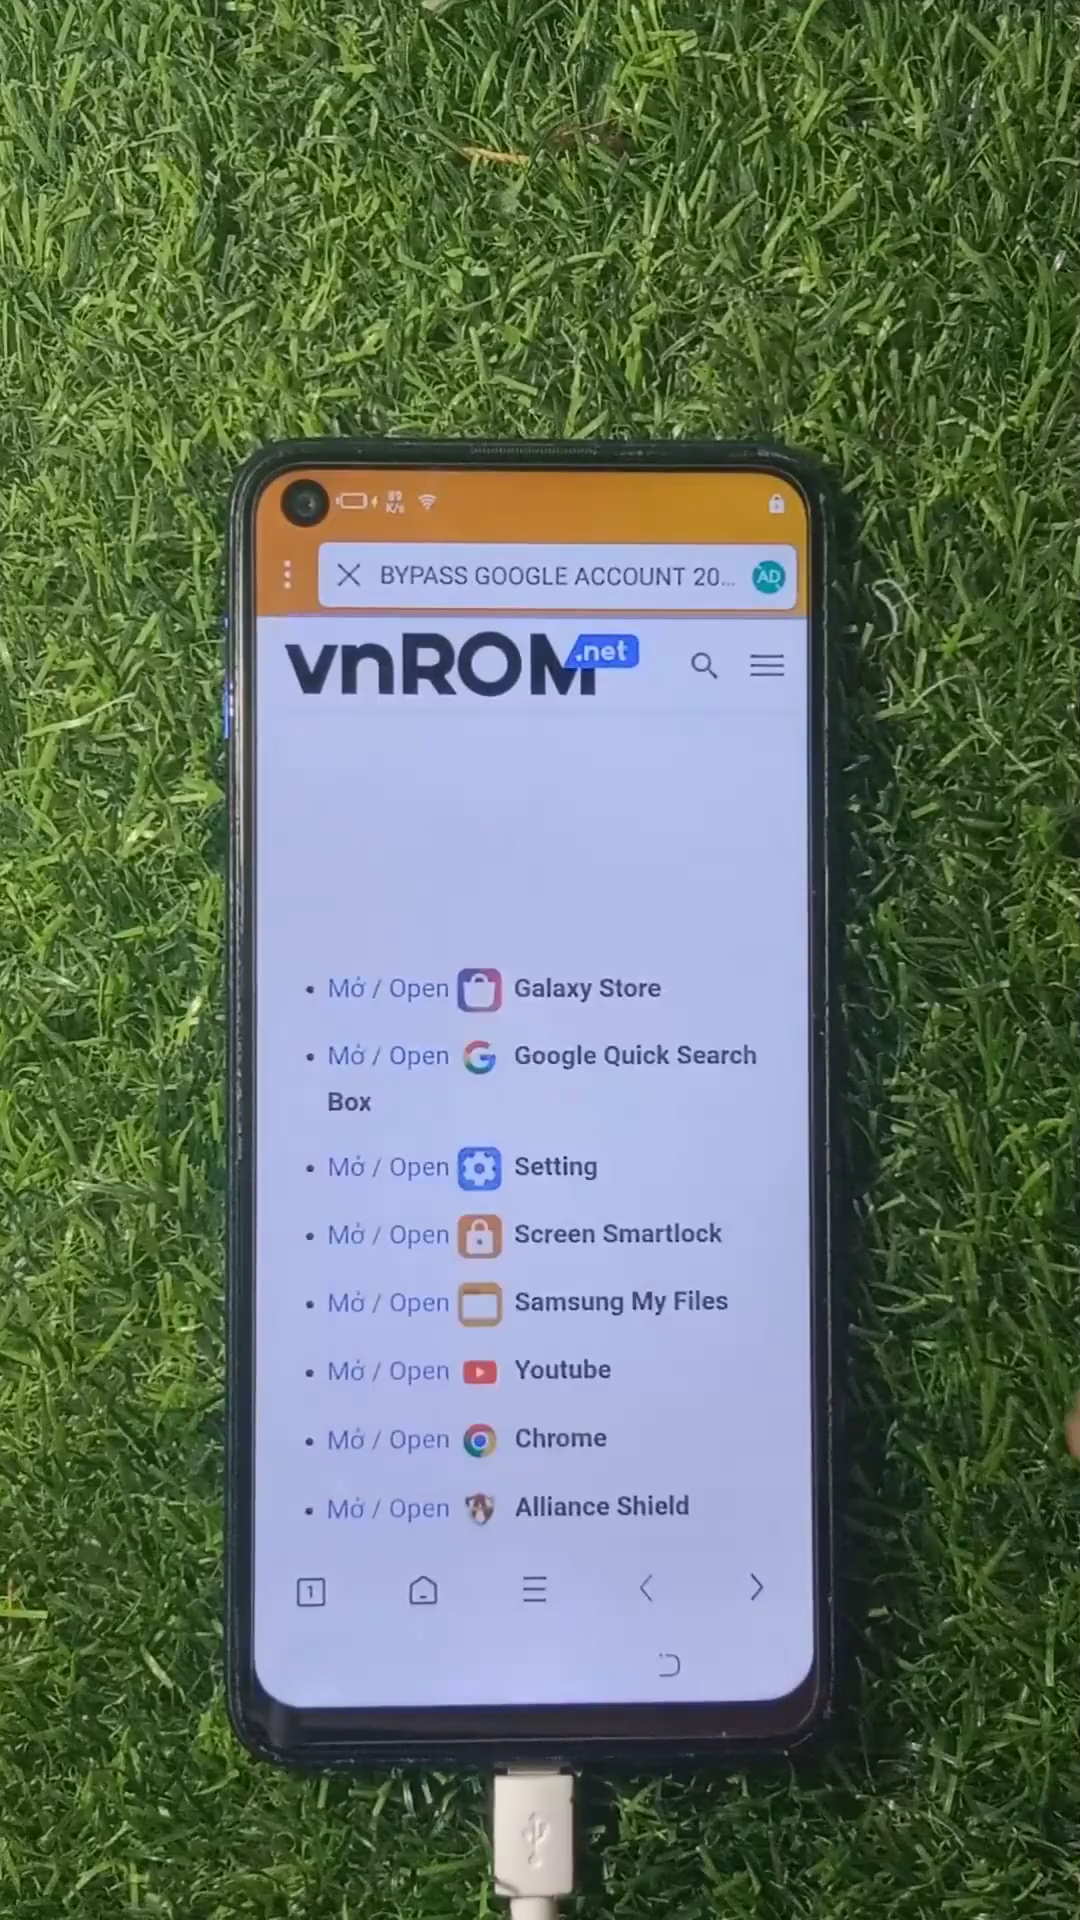 89
K/s
BYPASS GOOGLE ACCOUNT 20...
AD
vnROM.net
• Mở / Open Galaxy Store
• Mở / Open Google Quick Search
Box
• Mở / Open Setting
• Mở / Open Screen Smartlock
• Mở / Open Samsung My Files
• Mở / Open Youtube
• Mở / Open Chrome
• Mở / Open Alliance Shield
1